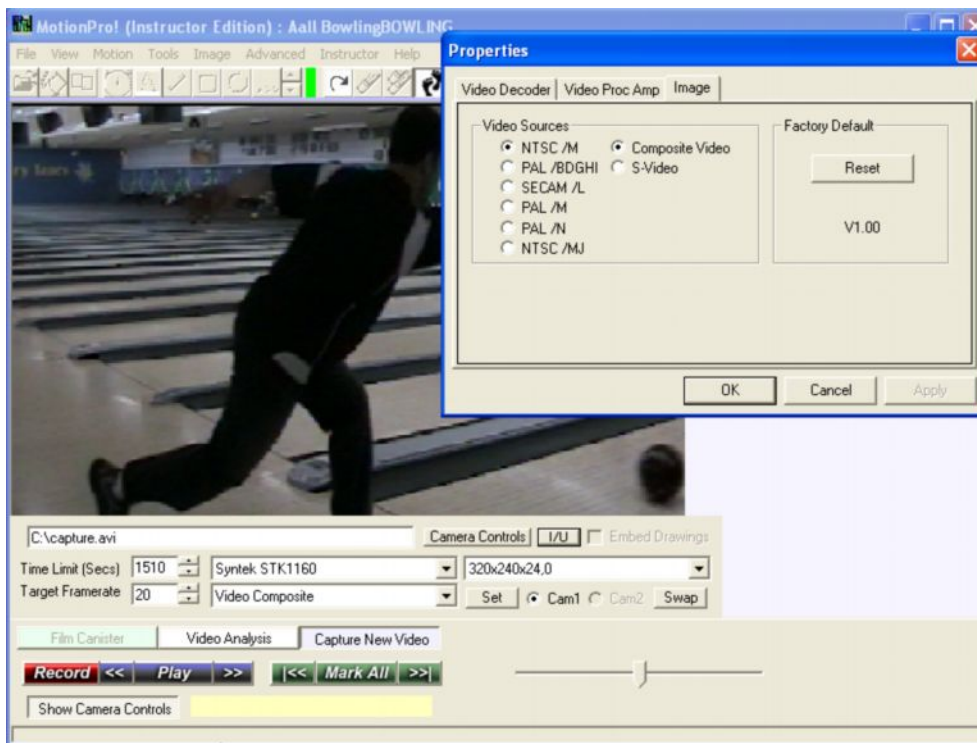 MotionPro! (Instructor Edition) : Aall BowlingBOWLING
File View Motion Tools Image Advanced Instructor Help
Properties
Video Decoder Video Proc Amp Image
Video Sources
NTSC /M Composite Video
PAL /BDGHI S-Video
SECAM /L
PAL /M
PAL /N
NTSC /MJ
Factory Default
Reset
V1.00
OK Cancel Apply
C:\capture.avi Camera Controls I/U Embed Drawings
Time Limit (Secs) 1510 Syntek STK1160 320x240x24,0
Target Framerate 20 Video Composite Set Cam1 Cam2 Swap
Film Canister Video Analysis Capture New Video
Record << Play >> |<< Mark All >>|
Show Camera Controls